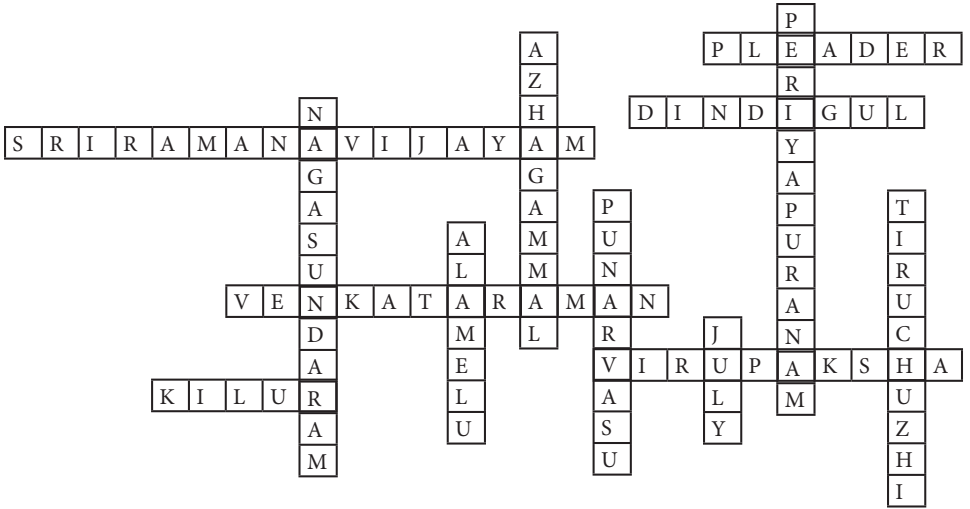 PERIYAPURANAM
PLEADER
AZHAGAMMAL
DINDIGUL
NAGASUNDARAM
SRIRAMANAVIJAYAM
PUNARVASU
TIRUCHUZHI
ALAMELU
VENKATARAMAN
JULY
VIRUPAKSHA
KILUR